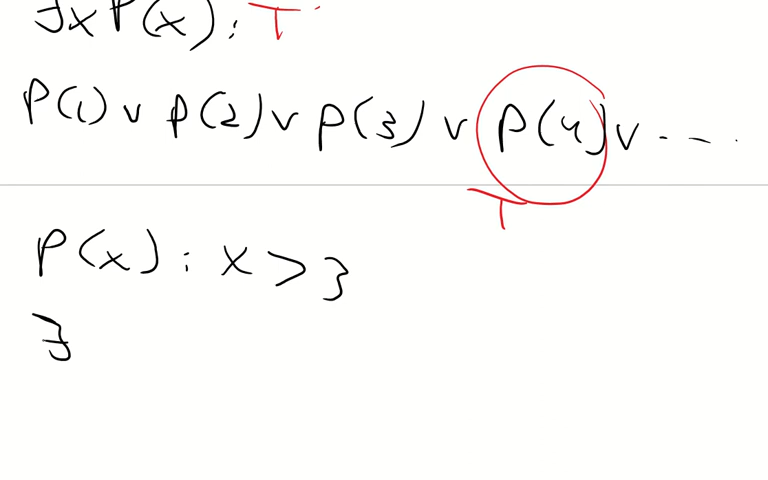 ∃x P(x) : T
P(1) ∨ P(2) ∨ P(3) ∨ P(4) ∨ ...
T
P(x) : x > 3
∃